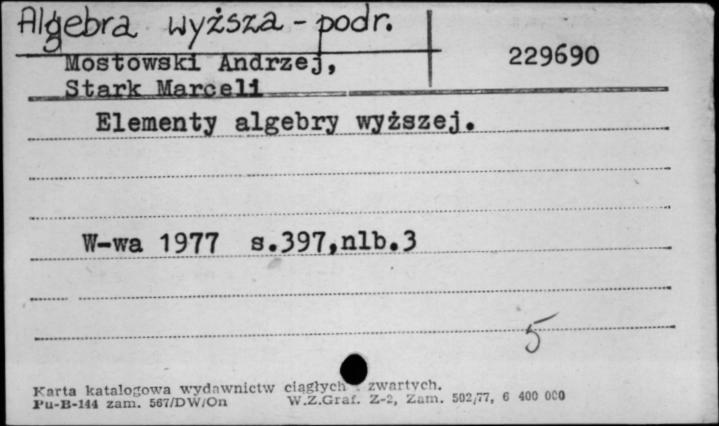 Algebra wyższa - podr.
Mostowski Andrzej,
229690
Stark Marceli
Elementy algebry wyższej.
W-wa 1977 s.397,nlb.3
5
Karta katalogowa wydawnictw ciągłych i zwartych.
Pu-B-144 zam. 567/DW/On W.Z.Graf. Z-2, Zam. 502/77, 6 400 000